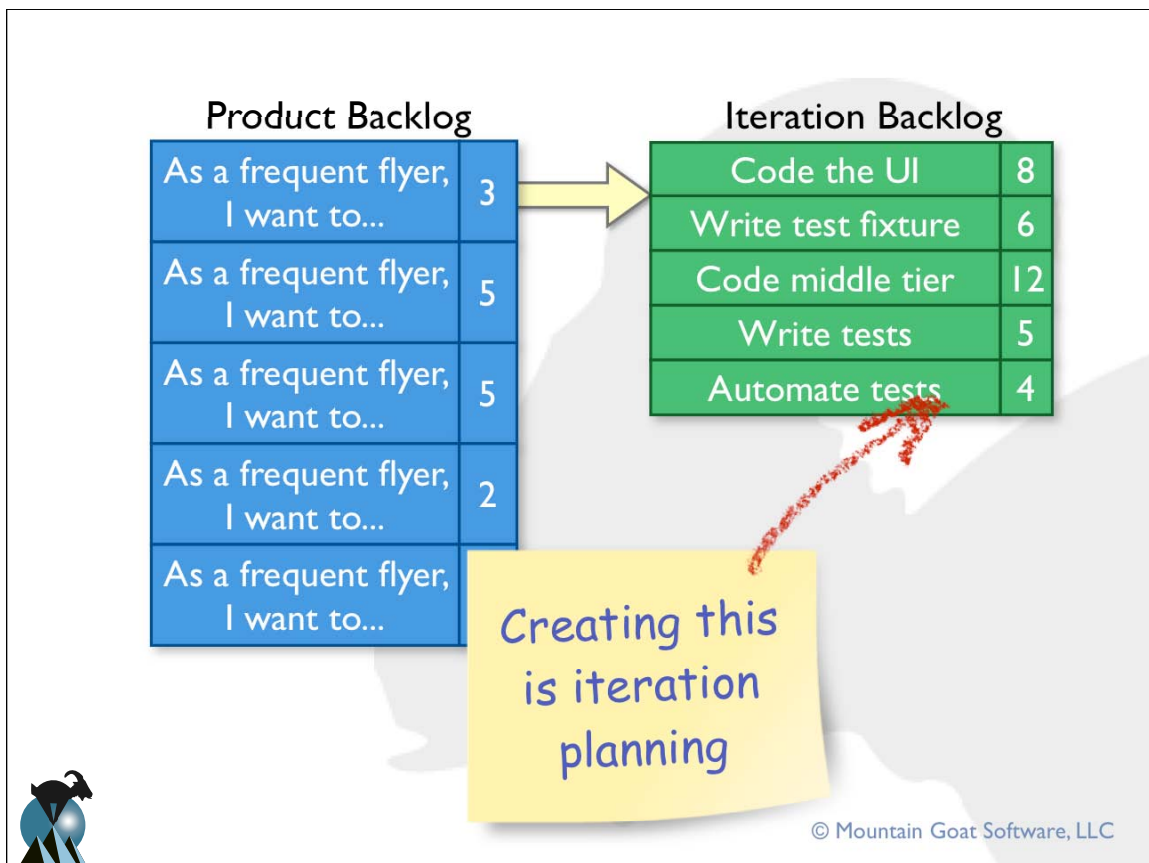 Product Backlog
As a frequent flyer,
I want to...
3
As a frequent flyer,
I want to...
5
As a frequent flyer,
I want to...
5
As a frequent flyer,
I want to...
2
As a frequent flyer,
I want to...
Iteration Backlog
Code the UI 8
Write test fixture 6
Code middle tier 12
Write tests 5
Automate tests 4
Creating this
is iteration
planning
© Mountain Goat Software, LLC